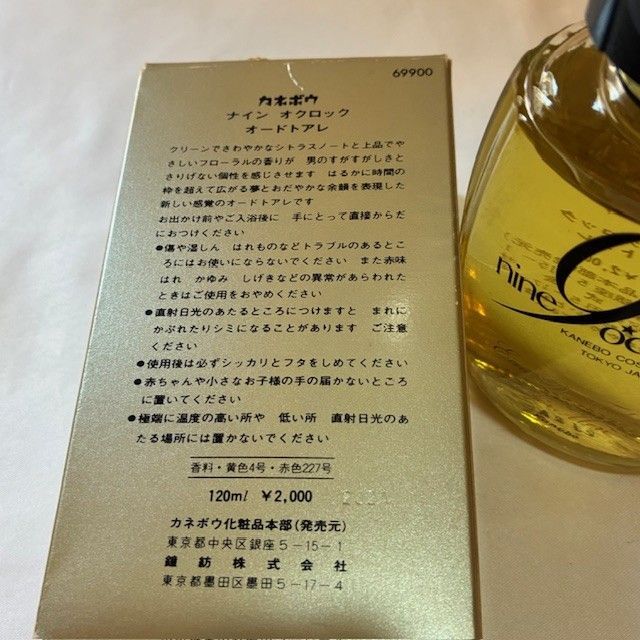 69900
カネボウ
ナイン オクロック
オードトアレ
クリーンでさわやかなシトラスノートと上品でや
さしいフローラルの香りが 男のすがすがしさと
さりげない個性を感じさせます はるかに時間の
枠を超えて広がる夢とおだやかな余韻を表現した
新しい感覚のオードトアレです
お出かけ前やご入浴後に 手にとって直接からだ
におつけください
●傷や湿しん はれものなどトラブルのあるとこ
ろにはお使いにならないでください また赤味
はれ かゆみ しげきなどの異常があらわれた
ときはご使用をおやめください
●直射日光のあたるところにつけますと まれに
かぶれたりシミになることがあります ご注意
ください
●使用後は必ずシッカリとフタをしめてください
●赤ちゃんや小さなお子様の手の届かないところ
に置いてください
●極端に温度の高い所や 低い所 直射日光のあ
たる場所には置かないでください
香料・黄色4号・赤色227号
120ml ¥2,000
カネボウ化粧品本部(発売元)
東京都中央区銀座5-15-1
鐘紡株式会社
東京都墨田区墨田5-17-4
nine
KANEBO COS
TOKYO JA